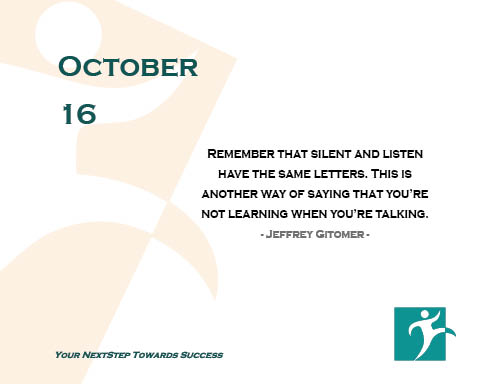 October
16
Remember that silent and listen
have the same letters. This is
another way of saying that you're
not learning when you're talking.
- Jeffrey Gitomer -
Your NextStep Towards Success